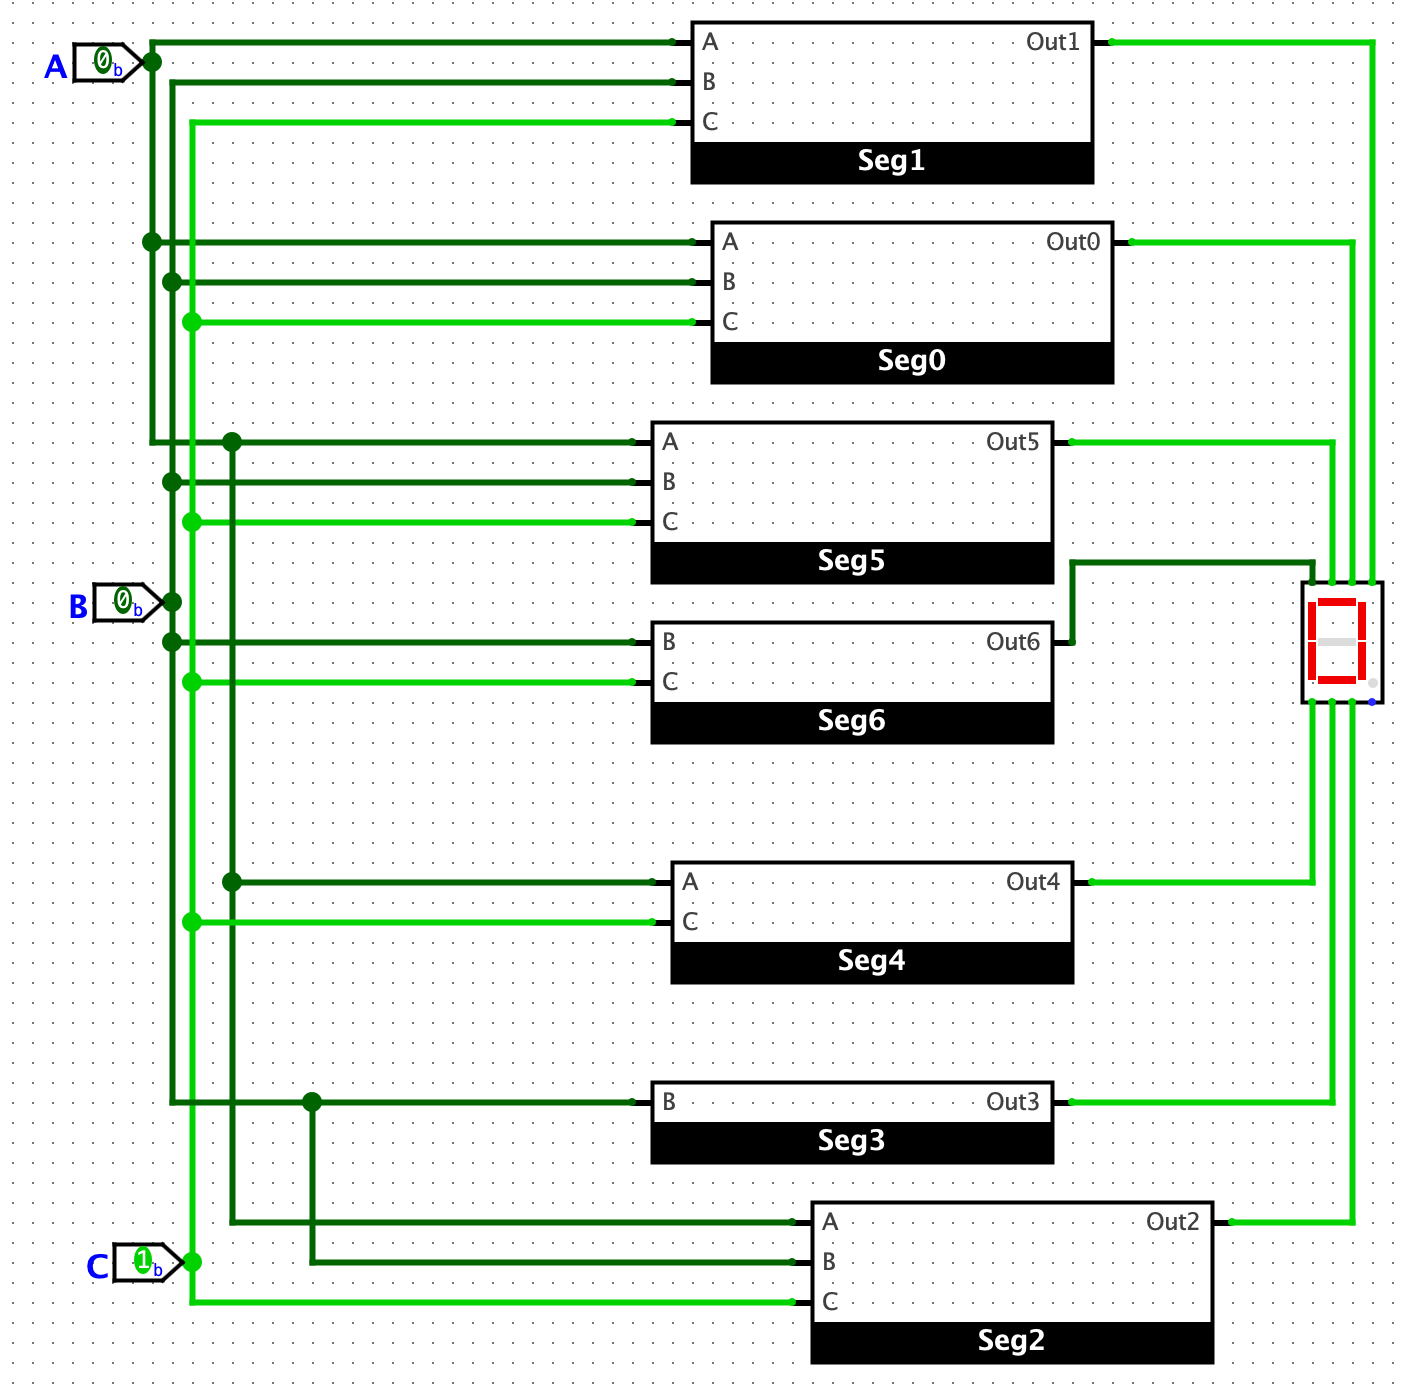 A 0b
A Out1
B
C
Seg1
A Out0
B
C
Seg0
A Out5
B
C
Seg5
B 0b
B Out6
C
Seg6
A Out4
C
Seg4
B Out3
Seg3
A Out2
C 1b
B
C
Seg2